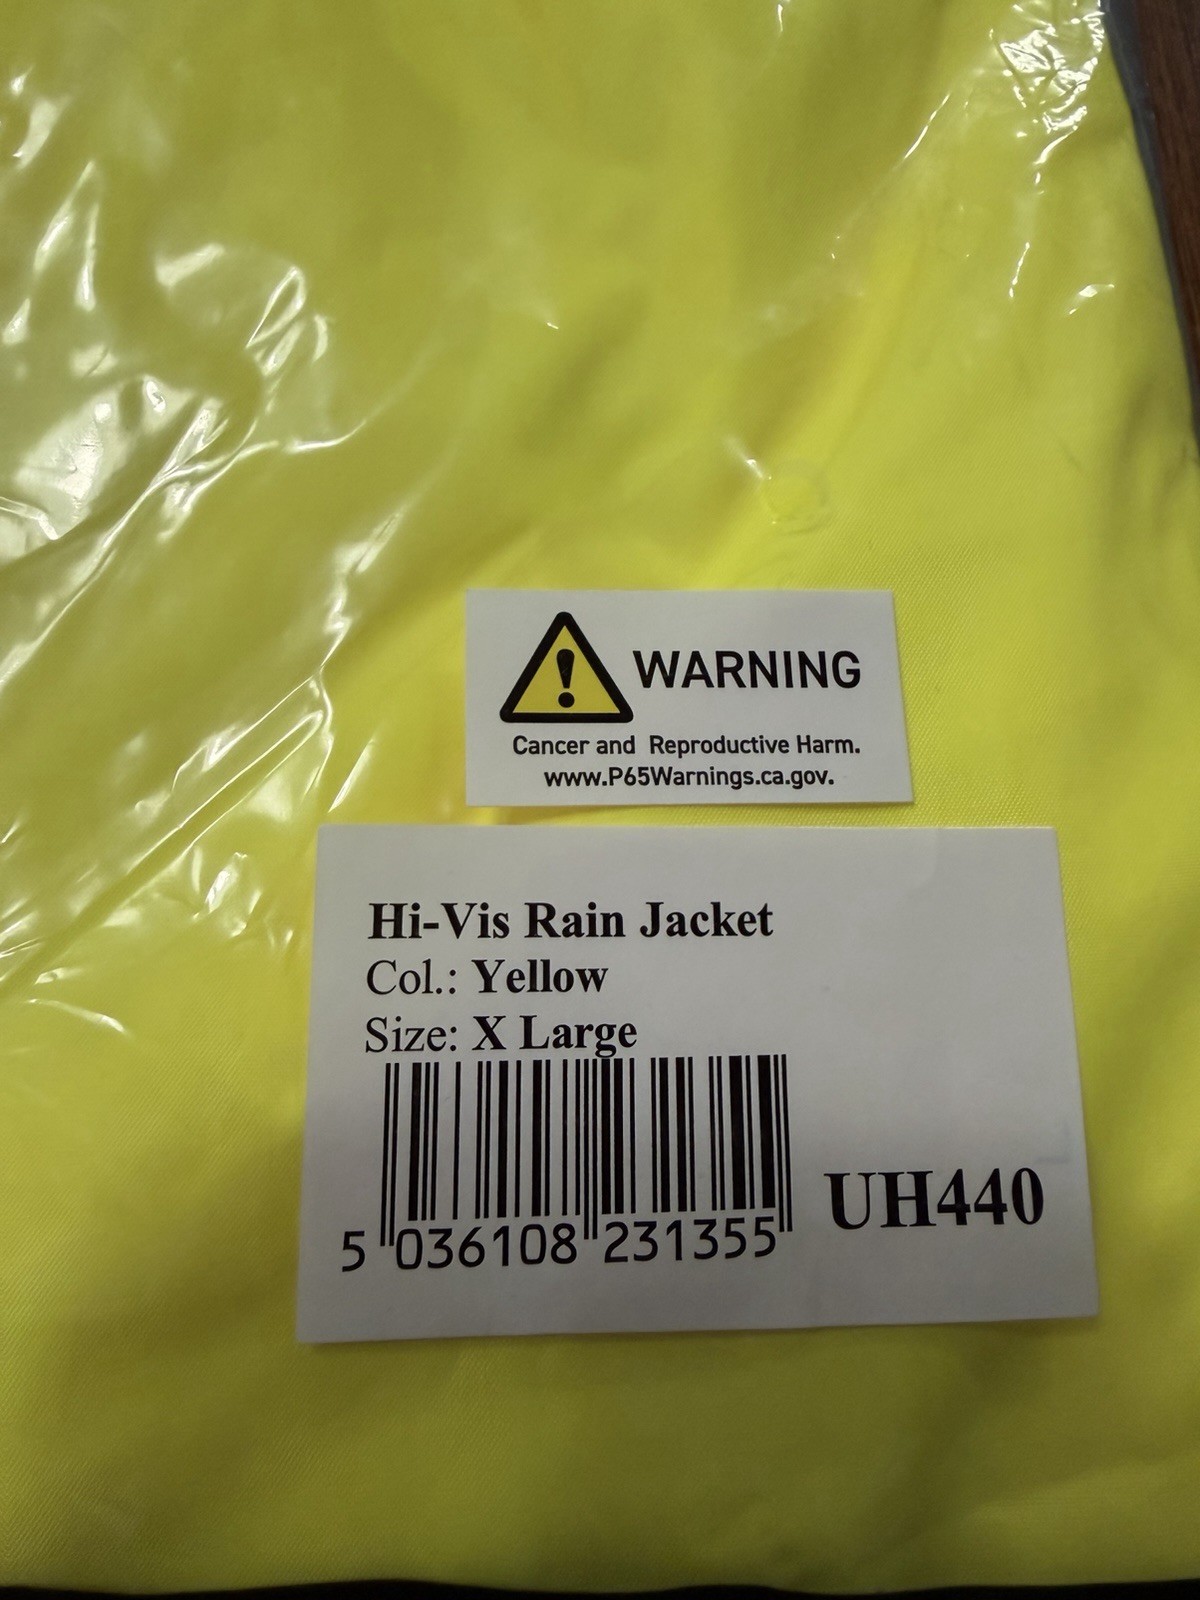 WARNING
Cancer and Reproductive Harm.
www.P65Warnings.ca.gov.
Hi-Vis Rain Jacket
Col.: Yellow
Size: X Large
5 036108 231355
UH440